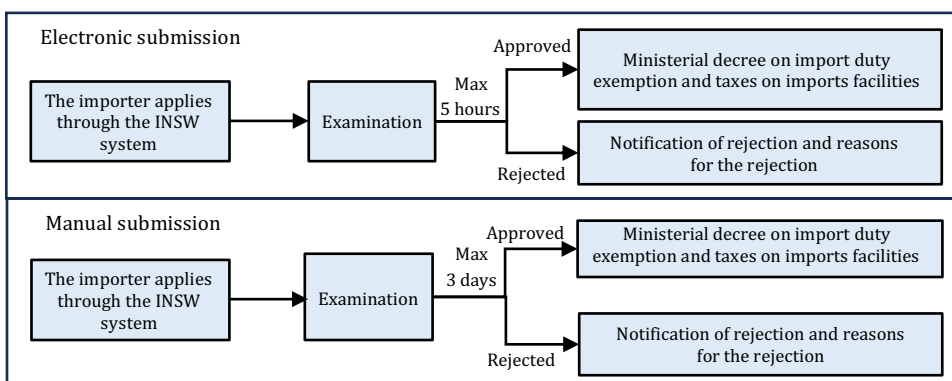 Electronic submission
The importer applies
through the INSW
system
Examination
Max
5 hours
Approved
Ministerial decree on import duty
exemption and taxes on imports facilities
Rejected
Notification of rejection and reasons
for the rejection
Manual submission
The importer applies
through the INSW
system
Examination
Max
3 days
Approved
Ministerial decree on import duty
exemption and taxes on imports facilities
Rejected
Notification of rejection and reasons
for the rejection